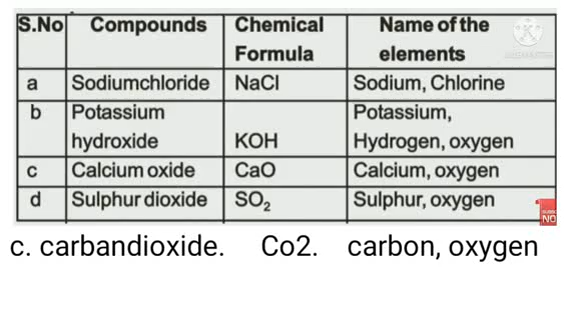 S.No Compounds Chemical Formula Name of the elements
a Sodiumchloride NaCl Sodium, Chlorine
b Potassium hydroxide KOH Potassium, Hydrogen, oxygen
c Calcium oxide CaO Calcium, oxygen
d Sulphur dioxide SO₂ Sulphur, oxygen
c. carbandioxide. Co2. carbon, oxygen